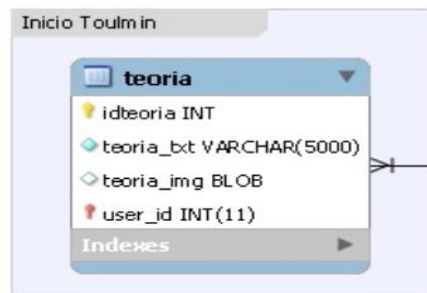 Inicio Toulmin
teoria
idteoria INT
teoria_txt VARCHAR(5000)
teoria_img BLOB
user_id INT(11)
Indexes